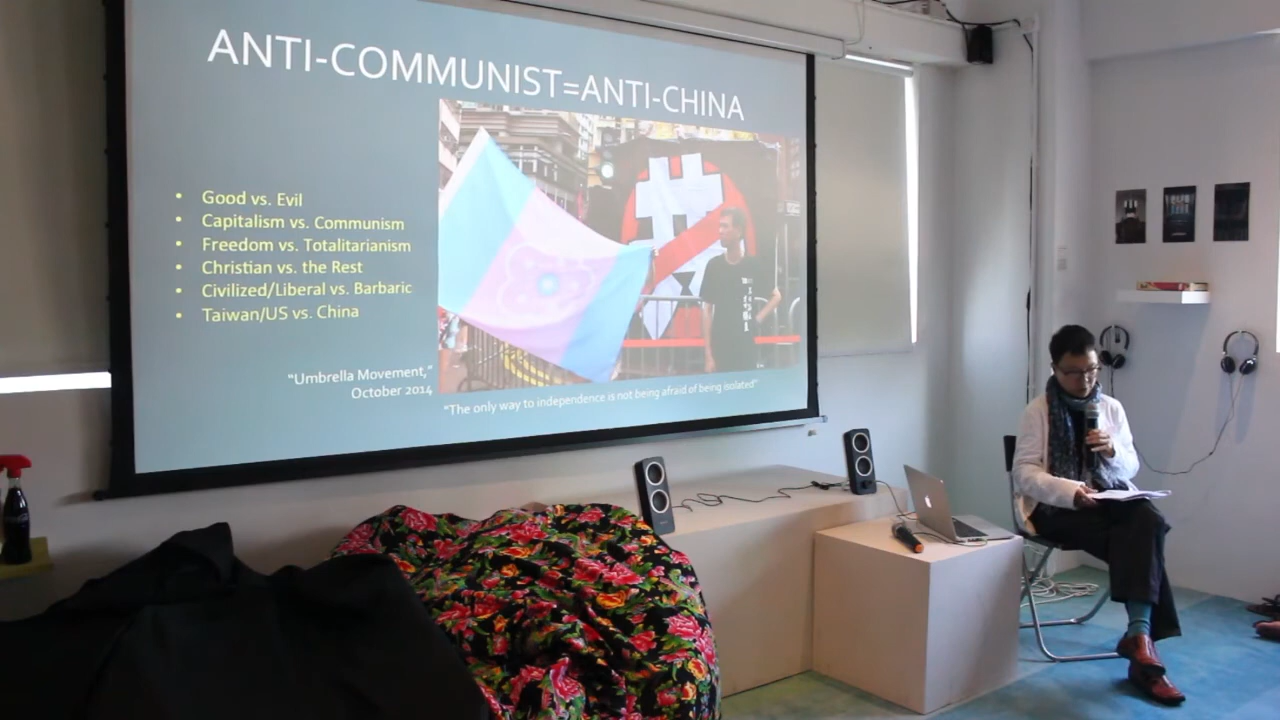 ANTI-COMMUNIST=ANTI-CHINA
• Good vs. Evil
• Capitalism vs. Communism
• Freedom vs. Totalitarianism
• Christian vs. the Rest
• Civilized/Liberal vs. Barbaric
• Taiwan/US vs. China
“Umbrella Movement,”
October 2014
“The only way to independence is not being afraid of being isolated”